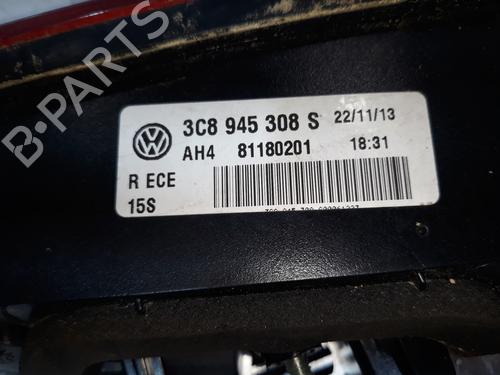 3C8 945 308 S 22/11/13
AH4 81180201 18:31
R ECE
15S
B-PARTS